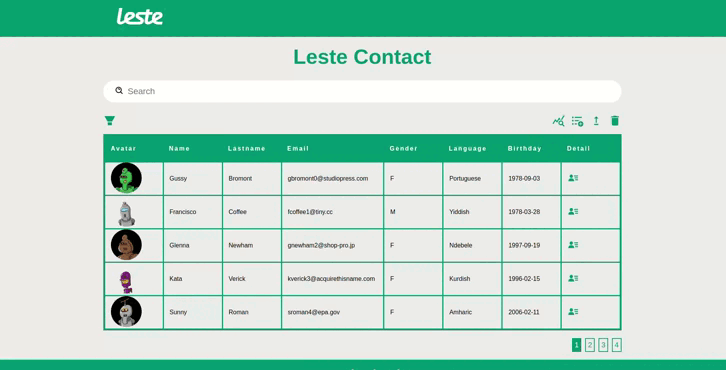 Leste
Leste Contact
Search
Avatar Name Lastname Email Gender Language Birthday Detail
Gussy Bromont gbromont0@studiopress.com F Portuguese 1978-09-03
Francisco Coffee fcoffee1@tiny.cc M Yiddish 1978-03-28
Glenna Newham gnewham2@shop-pro.jp F Ndebele 1997-09-19
Kata Verick kverick3@acquirethisname.com F Kurdish 1996-02-15
Sunny Roman sroman4@epa.gov F Amharic 2006-02-11
1 2 3 4